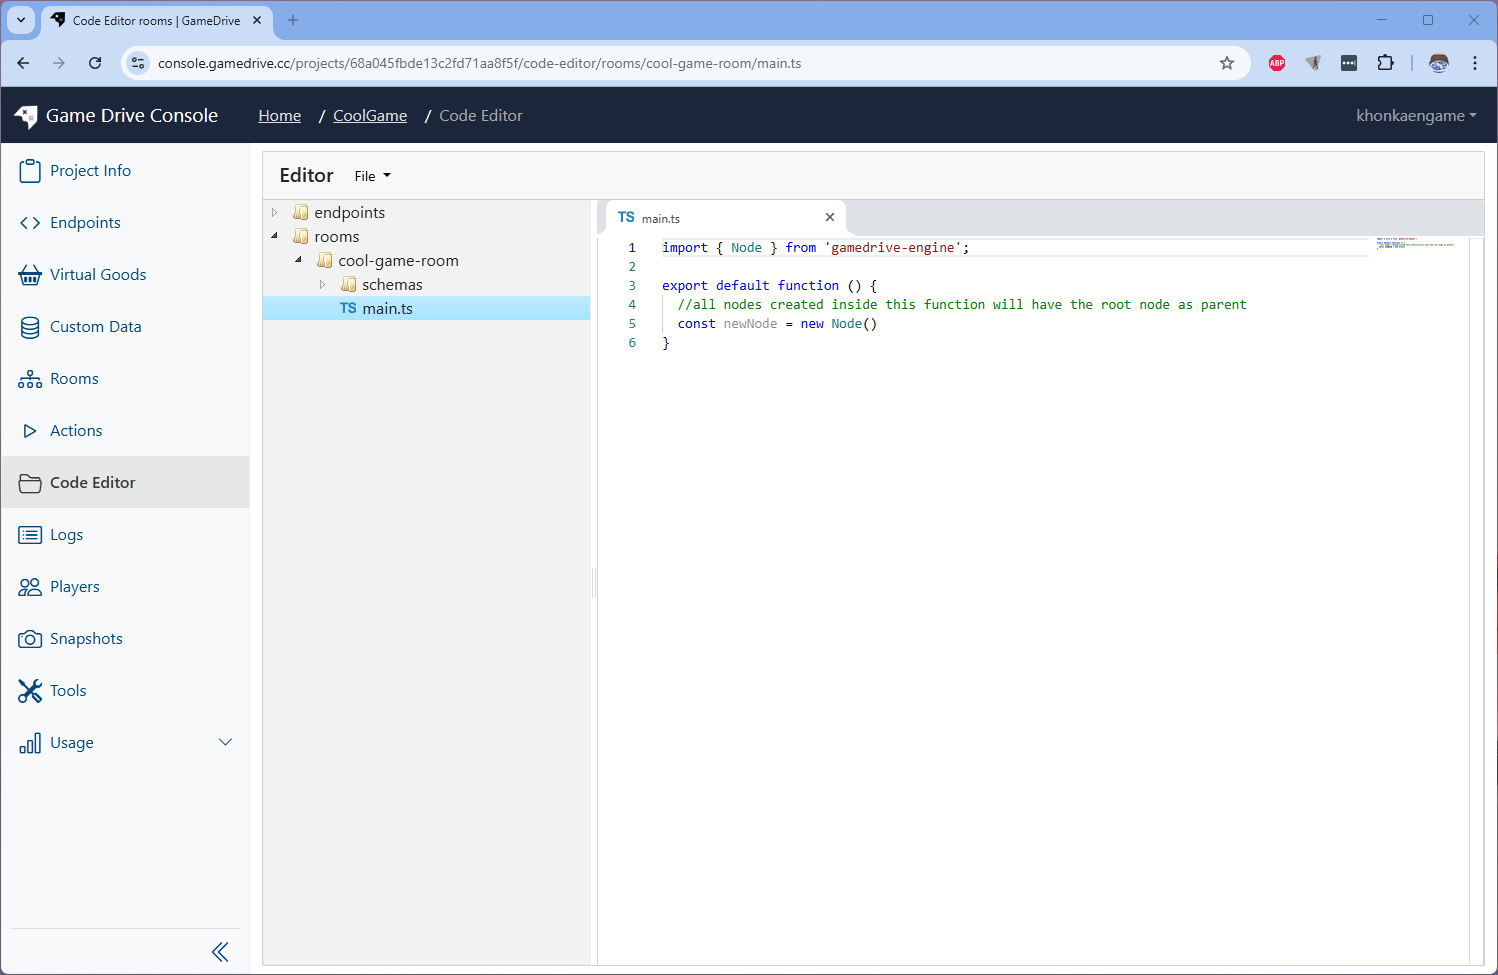 Code Editor rooms | GameDrive
console.gamedrive.cc/projects/68a045fbde13c2fd71aa8f5f/code-editor/rooms/cool-game-room/main.ts
ABP
Game Drive Console
Home / CoolGame / Code Editor
khonkaengame
Project Info
Endpoints
Virtual Goods
Custom Data
Rooms
Actions
Code Editor
Logs
Players
Snapshots
Tools
Usage
Editor File
endpoints
rooms
cool-game-room
schemas
TS main.ts
TS main.ts
1 import { Node } from 'gamedrive-engine';
2
3 export default function () {
4 //all nodes created inside this function will have the root node as parent
5 const newNode = new Node()
6 }